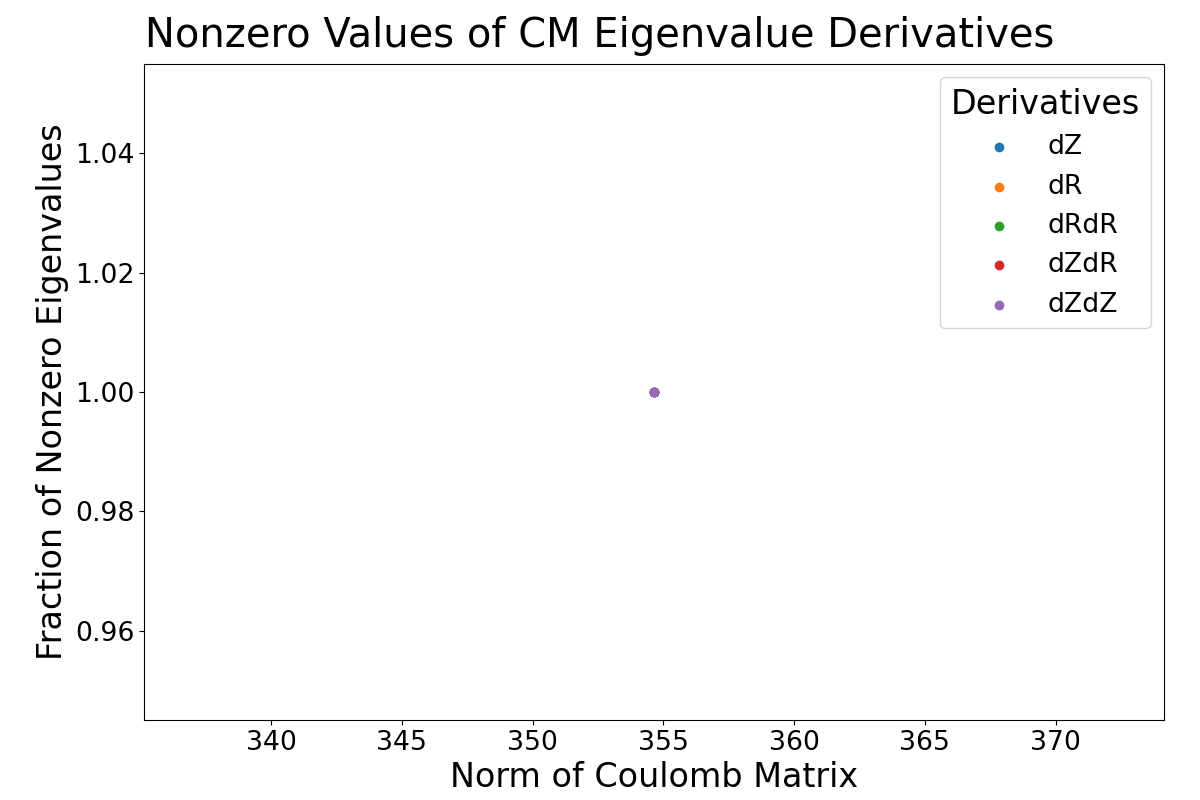 Nonzero Values of CM Eigenvalue Derivatives
Fraction of Nonzero Eigenvalues
1.04
1.02
1.00
0.98
0.96
Derivatives
dZ
dR
dRdR
dZdR
dZdZ
340 345 350 355 360 365 370
Norm of Coulomb Matrix